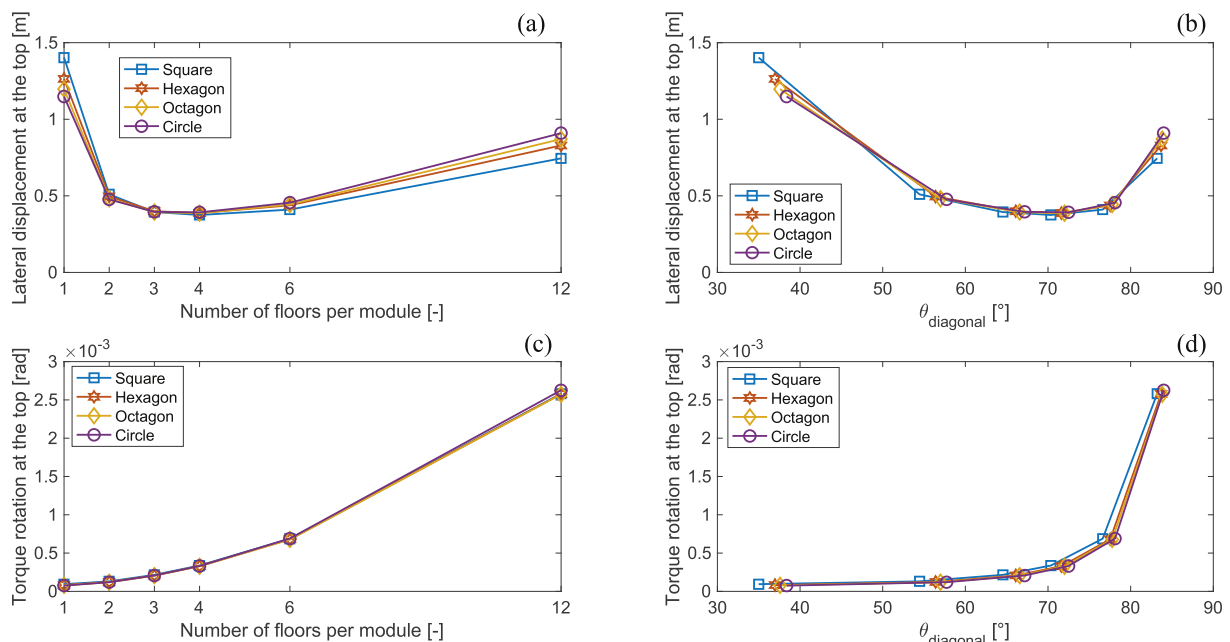 (a)
Lateral displacement at the top [m]
1.5
1
0.5
0
Square
Hexagon
Octagon
Circle
1 2 3 4 6 12
Number of floors per module [-]
(b)
Lateral displacement at the top [m]
1.5
1
0.5
0
Square
Hexagon
Octagon
Circle
30 40 50 60 70 80 90
θdiagonal [°]
(c)
×10-3
Torque rotation at the top [rad]
3
2.5
2
1.5
1
0.5
0
Square
Hexagon
Octagon
Circle
1 2 3 4 6 12
Number of floors per module [-]
(d)
×10-3
Torque rotation at the top [rad]
3
2.5
2
1.5
1
0.5
0
Square
Hexagon
Octagon
Circle
30 40 50 60 70 80 90
θdiagonal [°]